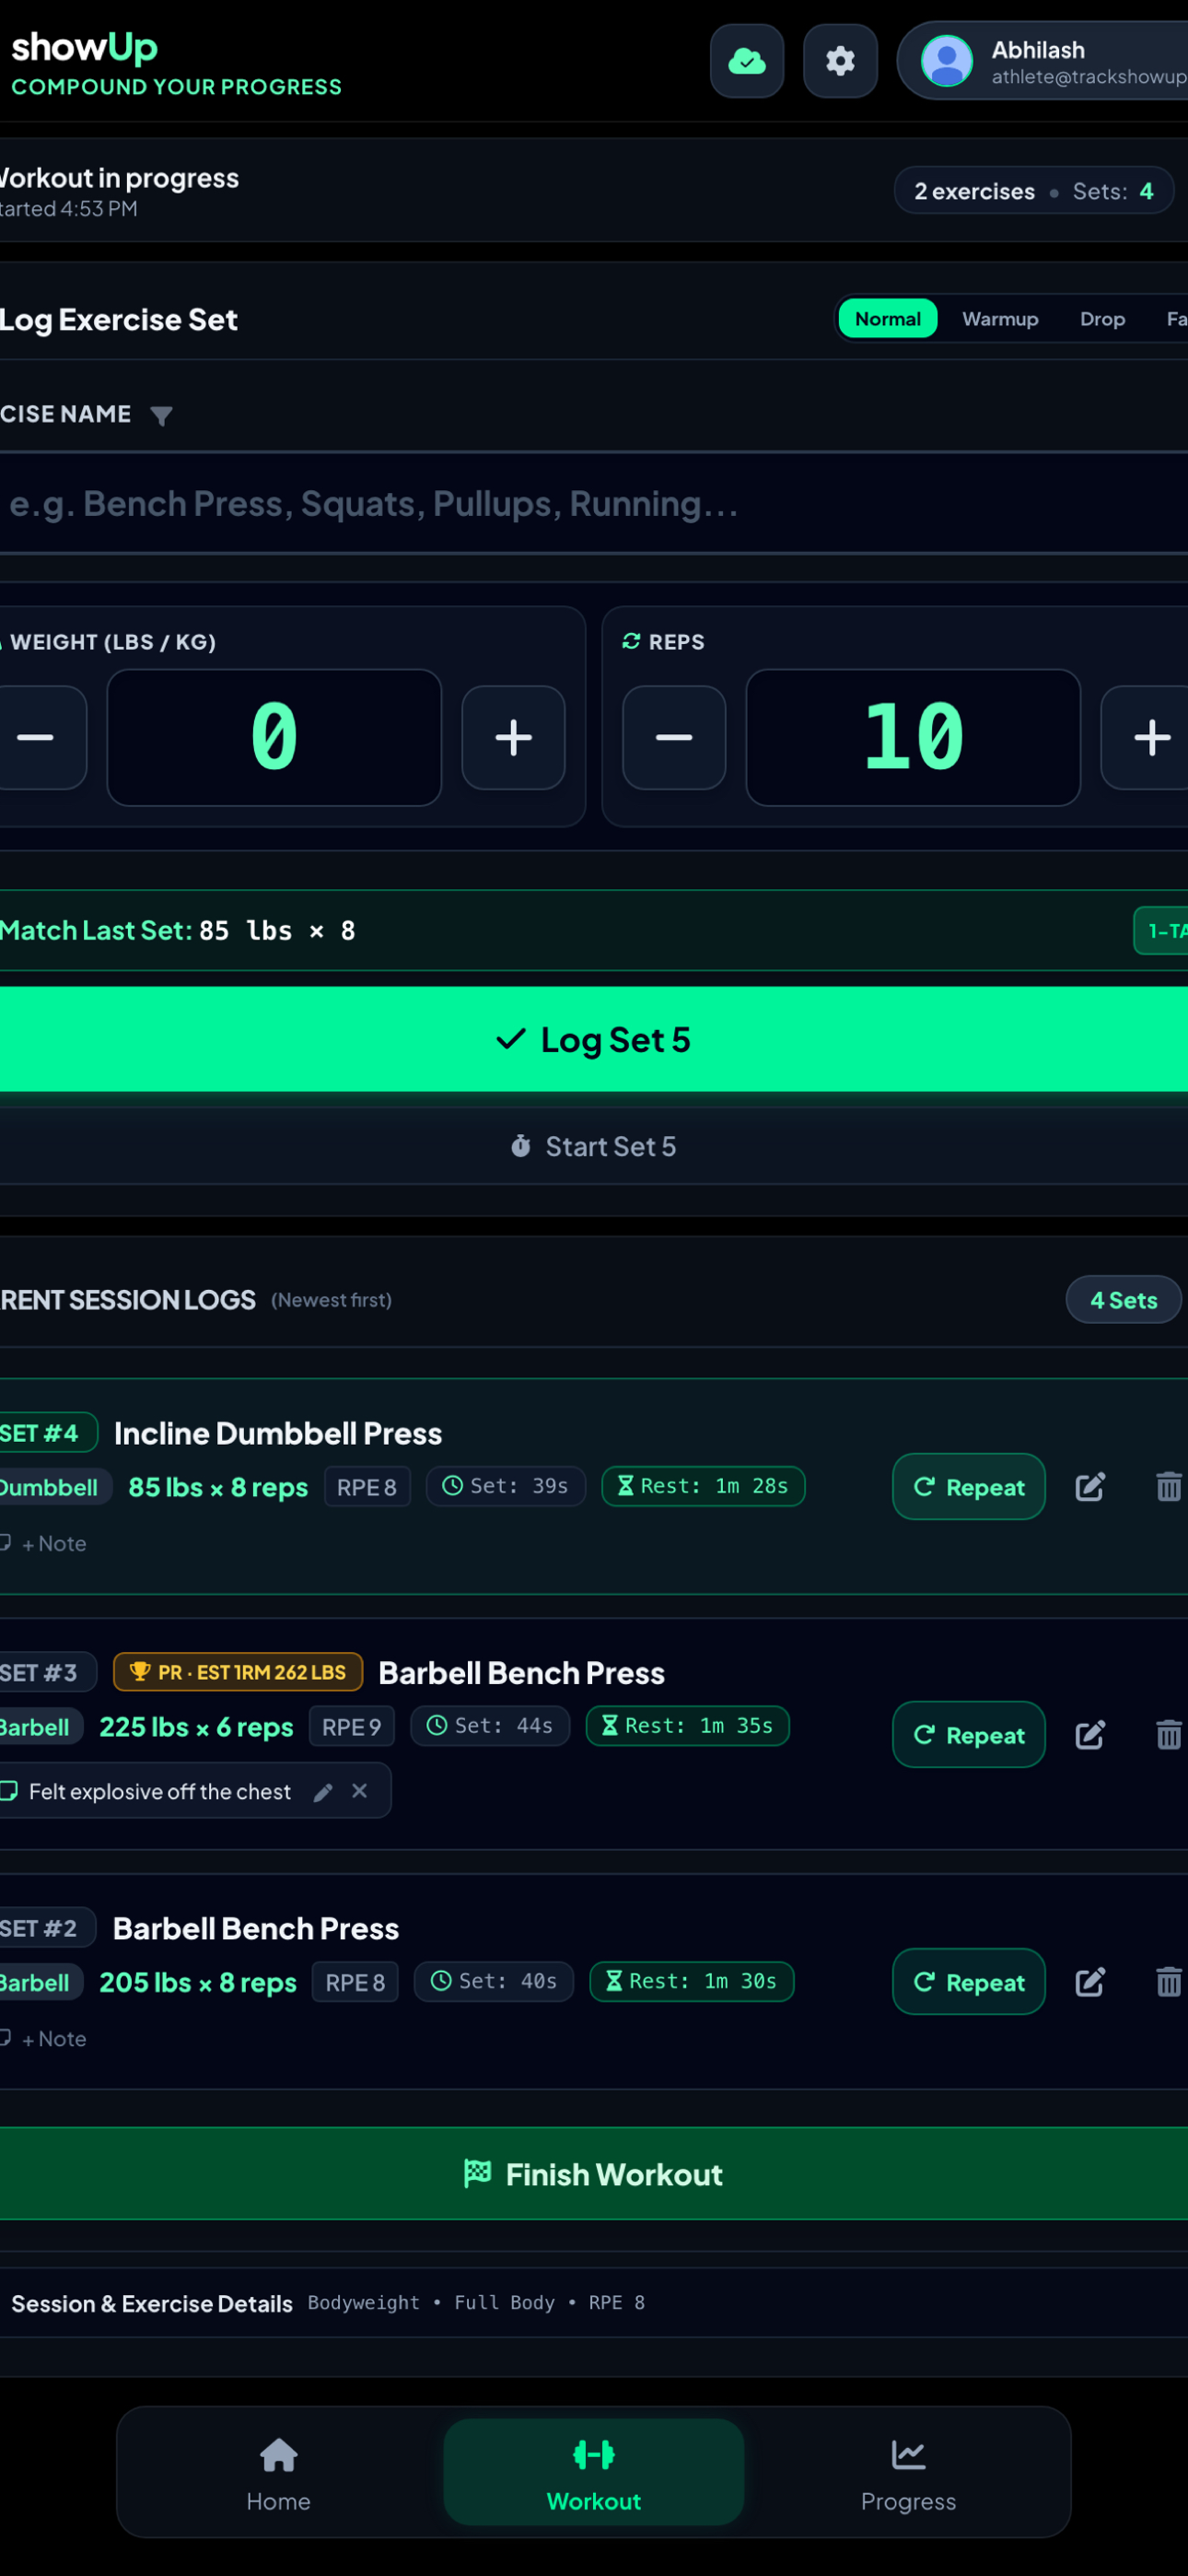 showUp
COMPOUND YOUR PROGRESS
Abhilash
athlete@trackshowup
Workout in progress
tarted 4:53 PM
2 exercises • Sets: 4
Log Exercise Set
Normal Warmup Drop Fa
CISE NAME
e.g. Bench Press, Squats, Pullups, Running...
WEIGHT (LBS / KG)
REPS
0
10
Match Last Set: 85 lbs × 8
1-TA
Log Set 5
Start Set 5
RENT SESSION LOGS (Newest first)
4 Sets
SET #4 Incline Dumbbell Press
Dumbbell 85 lbs × 8 reps RPE 8 Set: 39s Rest: 1m 28s
Repeat
+ Note
SET #3 PR · EST 1RM 262 LBS Barbell Bench Press
Barbell 225 lbs × 6 reps RPE 9 Set: 44s Rest: 1m 35s
Repeat
Felt explosive off the chest
SET #2 Barbell Bench Press
Barbell 205 lbs × 8 reps RPE 8 Set: 40s Rest: 1m 30s
Repeat
+ Note
Finish Workout
Session & Exercise Details Bodyweight • Full Body • RPE 8
Home
Workout
Progress